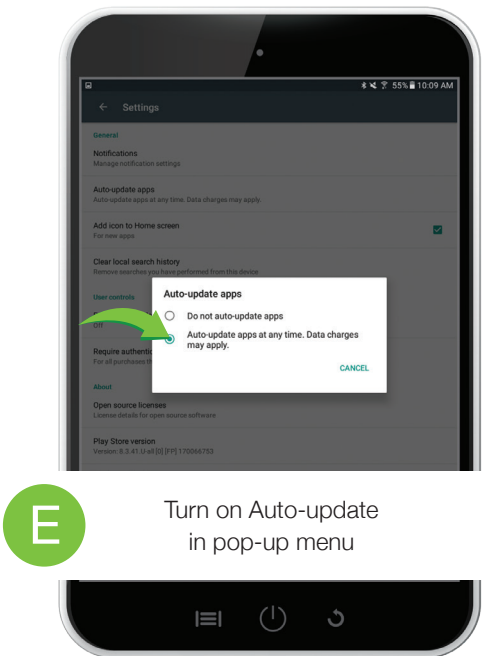 55% 10:09 AM
Settings
General
Notifications
Manage notification settings
Auto-update apps
Auto-update apps at any time. Data charges may apply.
Add icon to Home screen
For new apps
Clear local search history
Remove searches you have performed from this device
User controls
Auto-update apps
Do not auto-update apps
Off
Auto-update apps at any time. Data charges
may apply.
Require authentic
For all purchases th
CANCEL
About
Open source licenses
License details for open source software
Play Store version
Version: 8.3.41.U-all [0] [FP] 170066753
E
Turn on Auto-update
in pop-up menu